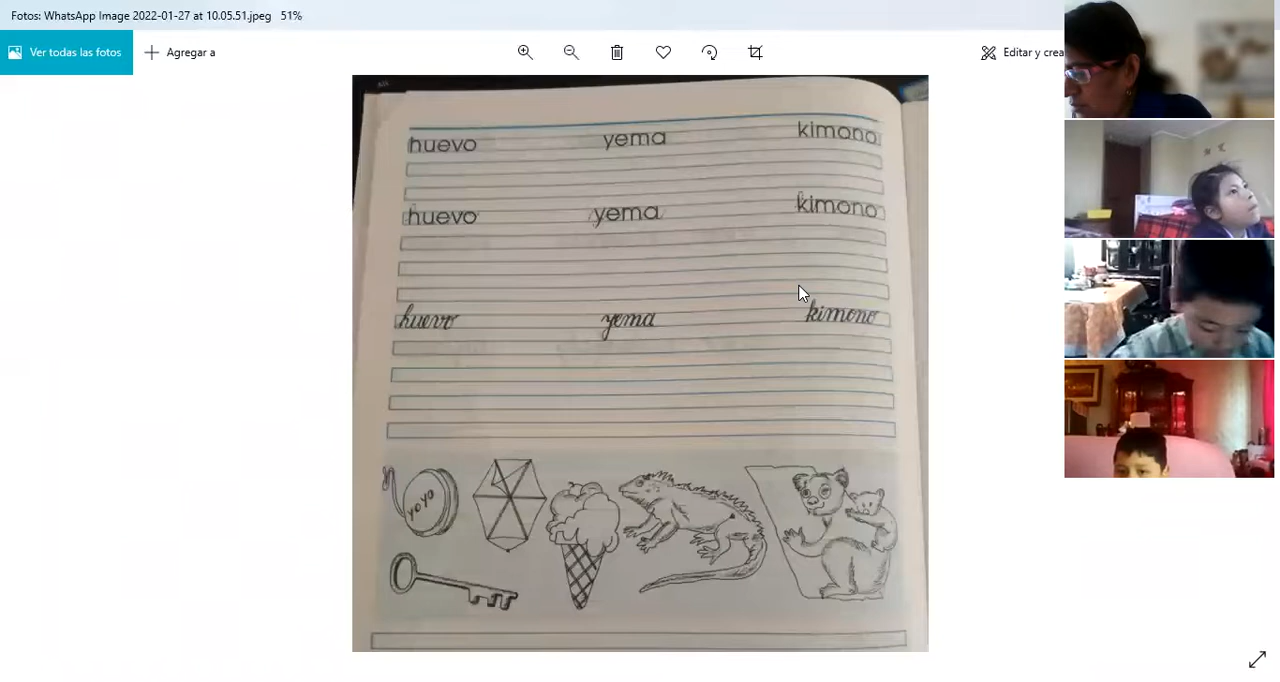 Fotos: WhatsApp Image 2022-01-27 at 10.05.51.jpeg 51%
Ver todas las fotos Agregar a Editar y crea
huevo yema kimono
huevo yema kimono
huevo yema kimono
yoyo